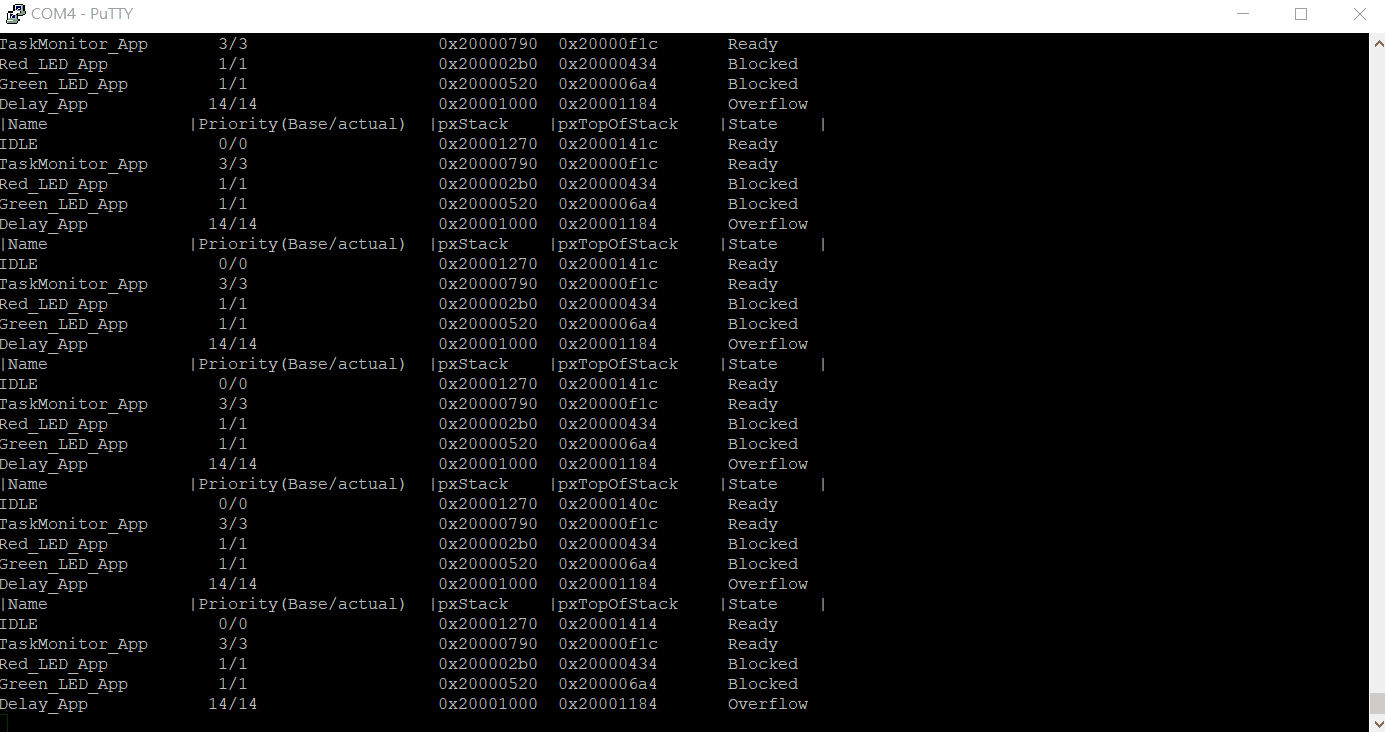 COM4 - PuTTY
TaskMonitor_App 3/3 0x20000790 0x20000f1c Ready
Red_LED_App 1/1 0x200002b0 0x20000434 Blocked
Green_LED_App 1/1 0x20000520 0x200006a4 Blocked
Delay_App 14/14 0x20001000 0x20001184 Overflow
|Name |Priority(Base/actual) |pxStack |pxTopOfStack |State |
IDLE 0/0 0x20001270 0x2000141c Ready
TaskMonitor_App 3/3 0x20000790 0x20000f1c Ready
Red_LED_App 1/1 0x200002b0 0x20000434 Blocked
Green_LED_App 1/1 0x20000520 0x200006a4 Blocked
Delay_App 14/14 0x20001000 0x20001184 Overflow
|Name |Priority(Base/actual) |pxStack |pxTopOfStack |State |
IDLE 0/0 0x20001270 0x2000141c Ready
TaskMonitor_App 3/3 0x20000790 0x20000f1c Ready
Red_LED_App 1/1 0x200002b0 0x20000434 Blocked
Green_LED_App 1/1 0x20000520 0x200006a4 Blocked
Delay_App 14/14 0x20001000 0x20001184 Overflow
|Name |Priority(Base/actual) |pxStack |pxTopOfStack |State |
IDLE 0/0 0x20001270 0x2000141c Ready
TaskMonitor_App 3/3 0x20000790 0x20000f1c Ready
Red_LED_App 1/1 0x200002b0 0x20000434 Blocked
Green_LED_App 1/1 0x20000520 0x200006a4 Blocked
Delay_App 14/14 0x20001000 0x20001184 Overflow
|Name |Priority(Base/actual) |pxStack |pxTopOfStack |State |
IDLE 0/0 0x20001270 0x2000140c Ready
TaskMonitor_App 3/3 0x20000790 0x20000f1c Ready
Red_LED_App 1/1 0x200002b0 0x20000434 Blocked
Green_LED_App 1/1 0x20000520 0x200006a4 Blocked
Delay_App 14/14 0x20001000 0x20001184 Overflow
|Name |Priority(Base/actual) |pxStack |pxTopOfStack |State |
IDLE 0/0 0x20001270 0x20001414 Ready
TaskMonitor_App 3/3 0x20000790 0x20000f1c Ready
Red_LED_App 1/1 0x200002b0 0x20000434 Blocked
Green_LED_App 1/1 0x20000520 0x200006a4 Blocked
Delay_App 14/14 0x20001000 0x20001184 Overflow